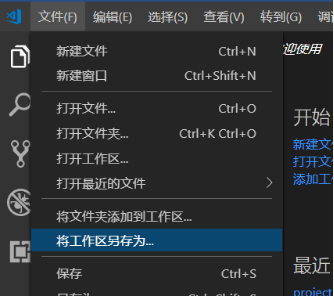 文件(F) 编辑(E) 选择(S) 查看(V) 转到(G) 调
新建文件 Ctrl+N
新建窗口 Ctrl+Shift+N
打开文件... Ctrl+O
打开文件夹... Ctrl+K Ctrl+O
打开工作区...
打开最近的文件
将文件夹添加到工作区...
将工作区另存为...
保存 Ctrl+S
迎使用
开始
新建文
打开文件
添加工
最近
project